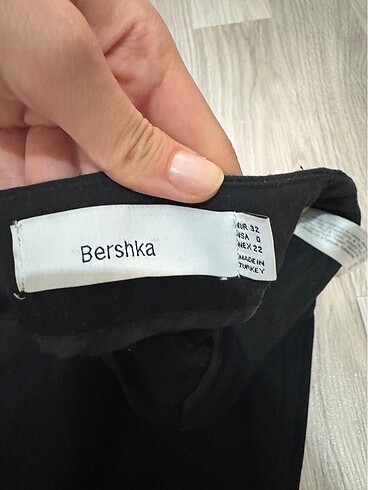 Bershka
EUR 32
USA 0
MEX 22
MADE IN
TURKEY